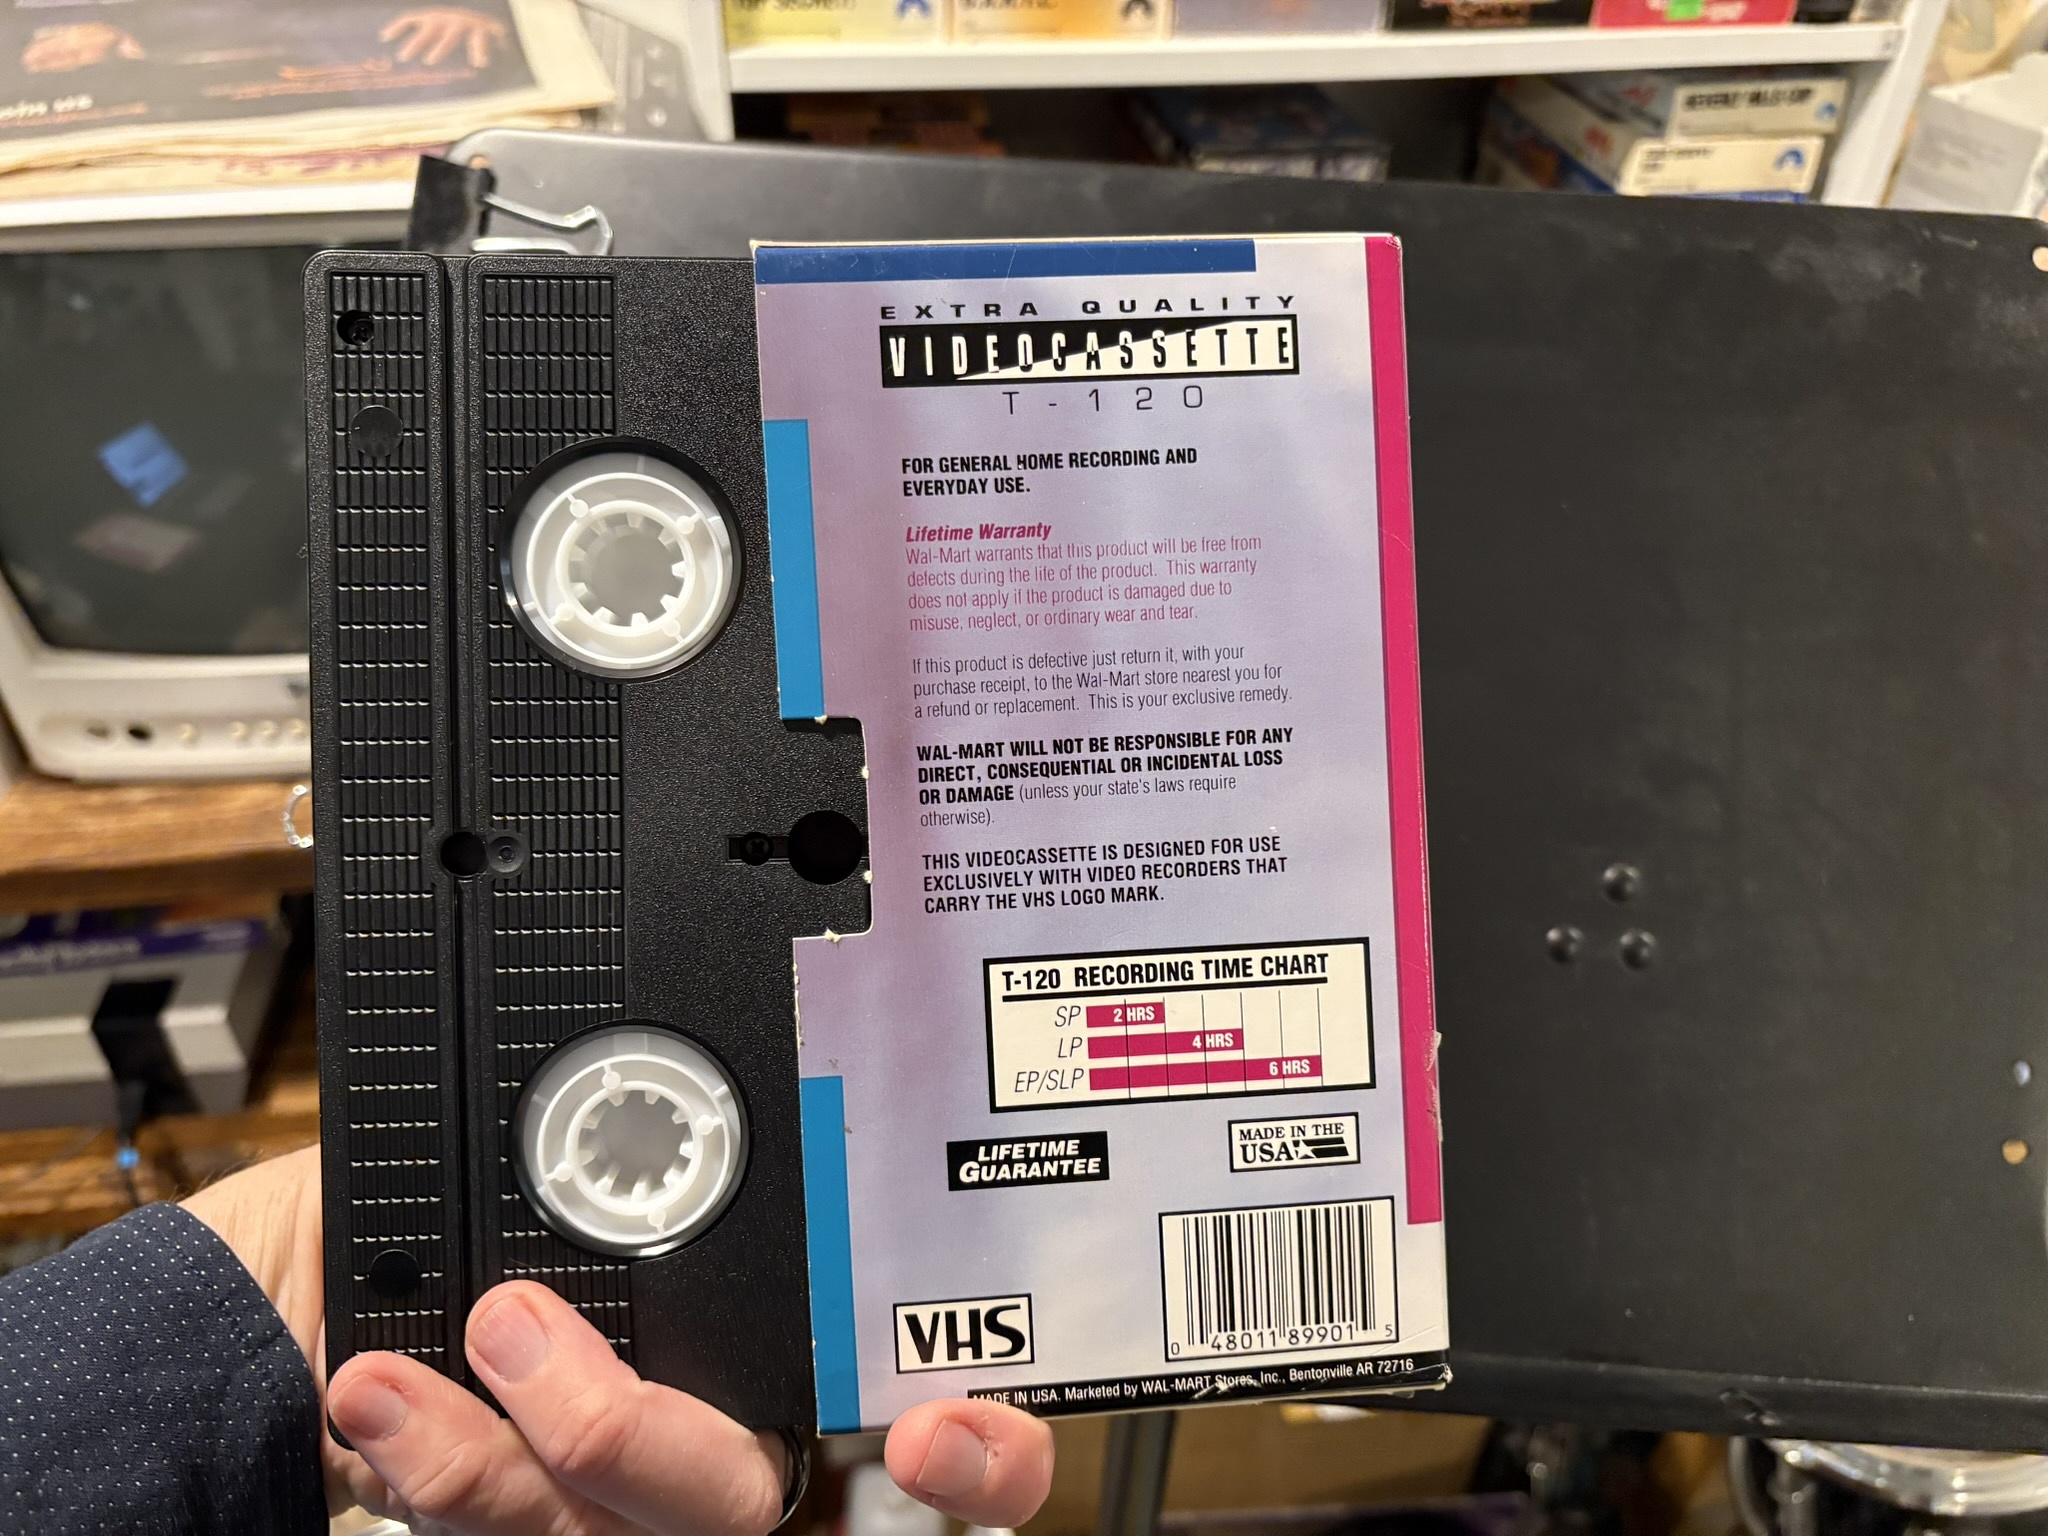 BEVERLY HILLS COP
EXTRA QUALITY
VIDEOCASSETTE
T-120
FOR GENERAL HOME RECORDING AND
EVERYDAY USE.
Lifetime Warranty
Wal-Mart warrants that this product will be free from
defects during the life of the product. This warranty
does not apply if the product is damaged due to
misuse, neglect, or ordinary wear and tear.
If this product is defective just return it, with your
purchase receipt, to the Wal-Mart store nearest you for
a refund or replacement. This is your exclusive remedy.
WAL-MART WILL NOT BE RESPONSIBLE FOR ANY
DIRECT, CONSEQUENTIAL OR INCIDENTAL LOSS
OR DAMAGE (unless your state's laws require
otherwise).
THIS VIDEOCASSETTE IS DESIGNED FOR USE
EXCLUSIVELY WITH VIDEO RECORDERS THAT
CARRY THE VHS LOGO MARK.
T-120 RECORDING TIME CHART
SP 2 HRS
LP 4 HRS
EP/SLP 6 HRS
LIFETIME
GUARANTEE
MADE IN THE
USA
VHS
0 48011 89901 5
MADE IN USA. Marketed by WAL-MART Stores, Inc., Bentonville AR 72716